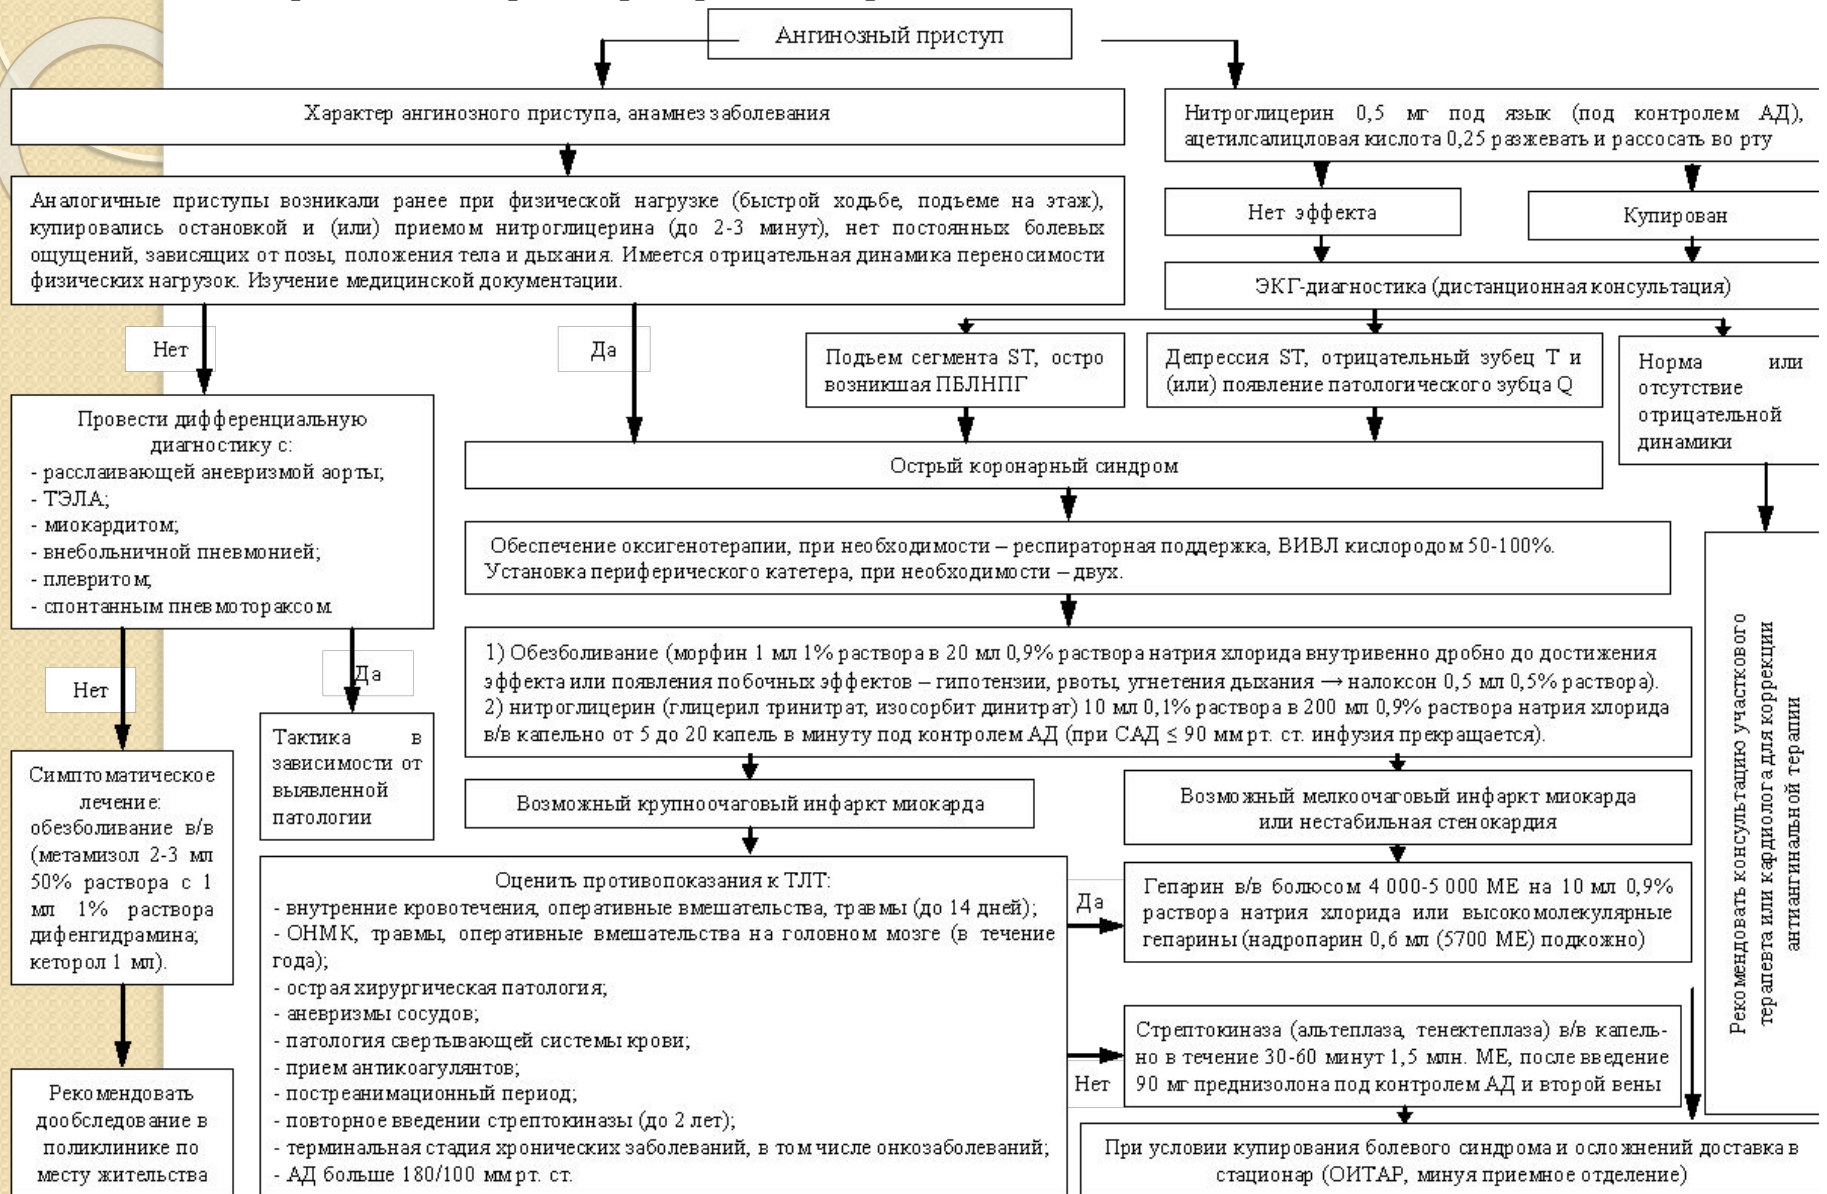 Ангинозный приступ
Характер ангинозного приступа, анамнез заболевания
Нитроглицерин 0,5 мг под язык (под контролем АД),
ацетилсалицловая кислота 0,25 разжевать и рассосать во рту
Аналогичные приступы возникали ранее при физической нагрузке (быстрой ходьбе, подъеме на этаж),
купировались остановкой и (или) приемом нитроглицерина (до 2-3 минут), нет постоянных болевых
ощущений, зависящих от позы, положения тела и дыхания. Имеется отрицательная динамика переносимости
физических нагрузок. Изучение медицинской документации.
Нет эффекта
Купирован
ЭКГ-диагностика (дистанционная консультация)
Нет
Да
Подъем сегмента ST, остро
возникшая ПБЛНПГ
Депрессия ST, отрицательный зубец Т и
(или) появление патологического зубца Q
Норма или
отсутствие
отрицательной
динамики
Провести дифференциальную
диагностику с:
- расслаивающей аневризмой аорты;
- ТЭЛА;
- миокардитом;
- внебольничной пневмонией;
- плевритом;
- спонтанным пневмотораксом.
Острый коронарный синдром
Обеспечение оксигенотерапии, при необходимости – респираторная поддержка, ВИВЛ кислородом 50-100%.
Установка периферического катетера, при необходимости – двух.
1) Обезболивание (морфин 1 мл 1% раствора в 20 мл 0,9% раствора натрия хлорида внутривенно дробно до достижения
эффекта или появления побочных эффектов – гипотензии, рвоты, угнетения дыхания → налоксон 0,5 мл 0,5% раствора).
2) нитроглицерин (глицерил тринитрат, изосорбит динитрат) 10 мл 0,1% раствора в 200 мл 0,9% раствора натрия хлорида
в/в капельно от 5 до 20 капель в минуту под контролем АД (при САД ≤ 90 мм рт. ст. инфузия прекращается).
Нет
Да
Тактика в
зависимости от
выявленной
патологии
Симптоматическое
лечение:
обезболивание в/в
(метамизол 2-3 мл
50% раствора с 1
мл 1% раствора
дифенгидрамина;
кеторол 1 мл).
Рекомендовать
дообследование в
поликлинике по
месту жительства
Возможный крупноочаговый инфаркт миокарда
Возможный мелкоочаговый инфаркт миокарда
или нестабильная стенокардия
Оценить противопоказания к ТЛТ:
- внутренние кровотечения, оперативные вмешательства, травмы (до 14 дней);
- ОНМК, травмы, оперативные вмешательства на головном мозге (в течение
года);
- острая хирургическая патология;
- аневризмы сосудов;
- патология свертывающей системы крови;
- прием антикоагулянтов;
- постреанимационный период;
- повторное введении стрептокиназы (до 2 лет);
- терминальная стадия хронических заболеваний, в том числе онкозаболеваний;
- АД больше 180/100 мм рт. ст.
Да
Гепарин в/в болюсом 4 000-5 000 МЕ на 10 мл 0,9%
раствора натрия хлорида или высокомолекулярные
гепарины (надропарин 0,6 мл (5700 МЕ) подкожно)
Нет
Стрептокиназа (альтеплаза, тенектеплаза) в/в капель-
но в течение 30-60 минут 1,5 млн. МЕ, после введение
90 мг преднизолона под контролем АД и второй вены
При условии купирования болевого синдрома и осложнений доставка в
стационар (ОИТАР, минуя приемное отделение)
Рекомендовать консультацию участкового
терапевта или кардиолога для коррекции
антиангинальной терапии